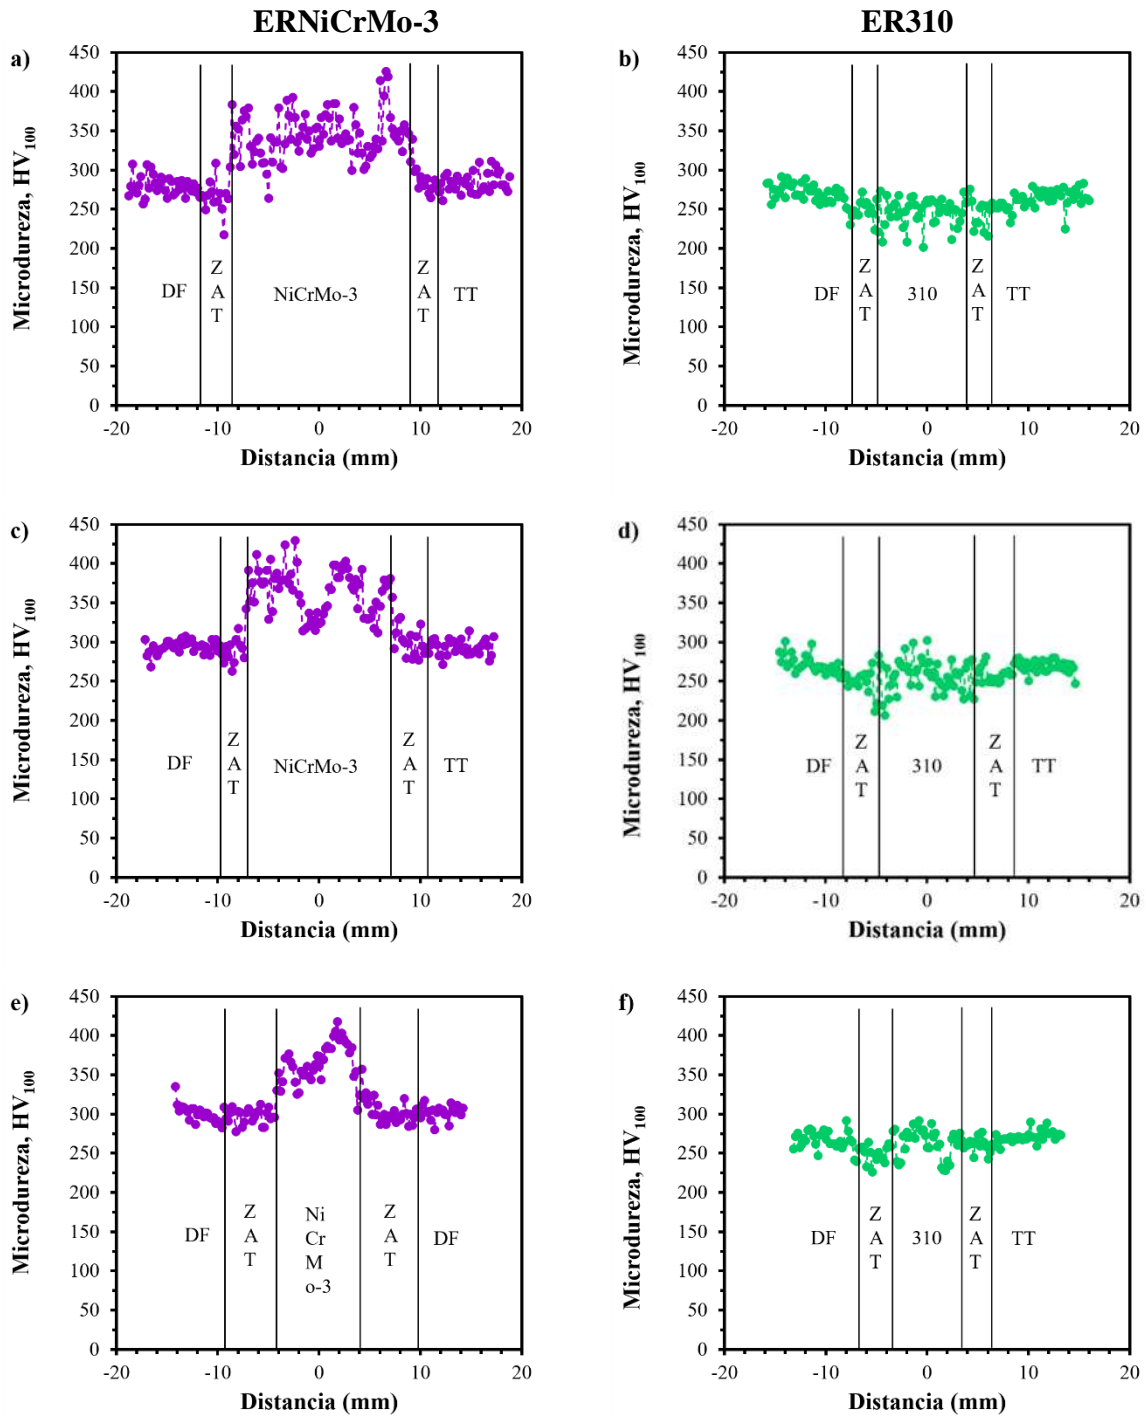 ERNiCrMo-3
ER310
a)
Microdureza, HV100
450
400
350
300
250
200
150
100
50
0
DF
Z
A
T
NiCrMo-3
Z
A
T
TT
-20
-10
0
10
20
Distancia (mm)
b)
Microdureza, HV100
450
400
350
300
250
200
150
100
50
0
DF
Z
A
T
310
Z
A
T
TT
-20
-10
0
10
20
Distancia (mm)
c)
Microdureza, HV100
450
400
350
300
250
200
150
100
50
0
DF
Z
A
T
NiCrMo-3
Z
A
T
TT
-20
-10
0
10
20
Distancia (mm)
d)
Microdureza, HV100
450
400
350
300
250
200
150
100
50
0
DF
Z
A
T
310
Z
A
T
TT
-20
-10
0
10
20
Distancia (mm)
e)
Microdureza, HV100
450
400
350
300
250
200
150
100
50
0
DF
Z
A
T
Ni
Cr
M
o-3
Z
A
T
DF
-20
-10
0
10
20
Distancia (mm)
f)
Microdureza, HV100
450
400
350
300
250
200
150
100
50
0
DF
Z
A
T
310
Z
A
T
TT
-20
-10
0
10
20
Distancia (mm)